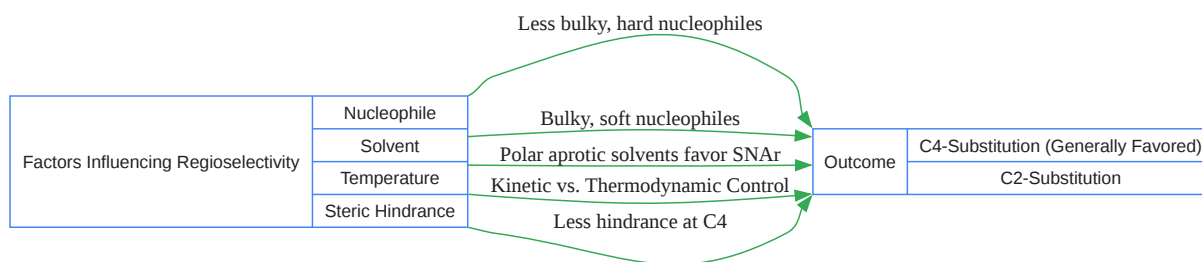 Less bulky, hard nucleophiles
Nucleophile
Bulky, soft nucleophiles
Solvent
C4-Substitution (Generally Favored)
Factors Influencing Regioselectivity
Polar aprotic solvents favor SNAr
Outcome
Temperature
C2-Substitution
Kinetic vs. Thermodynamic Control
Steric Hindrance
Less hindrance at C4